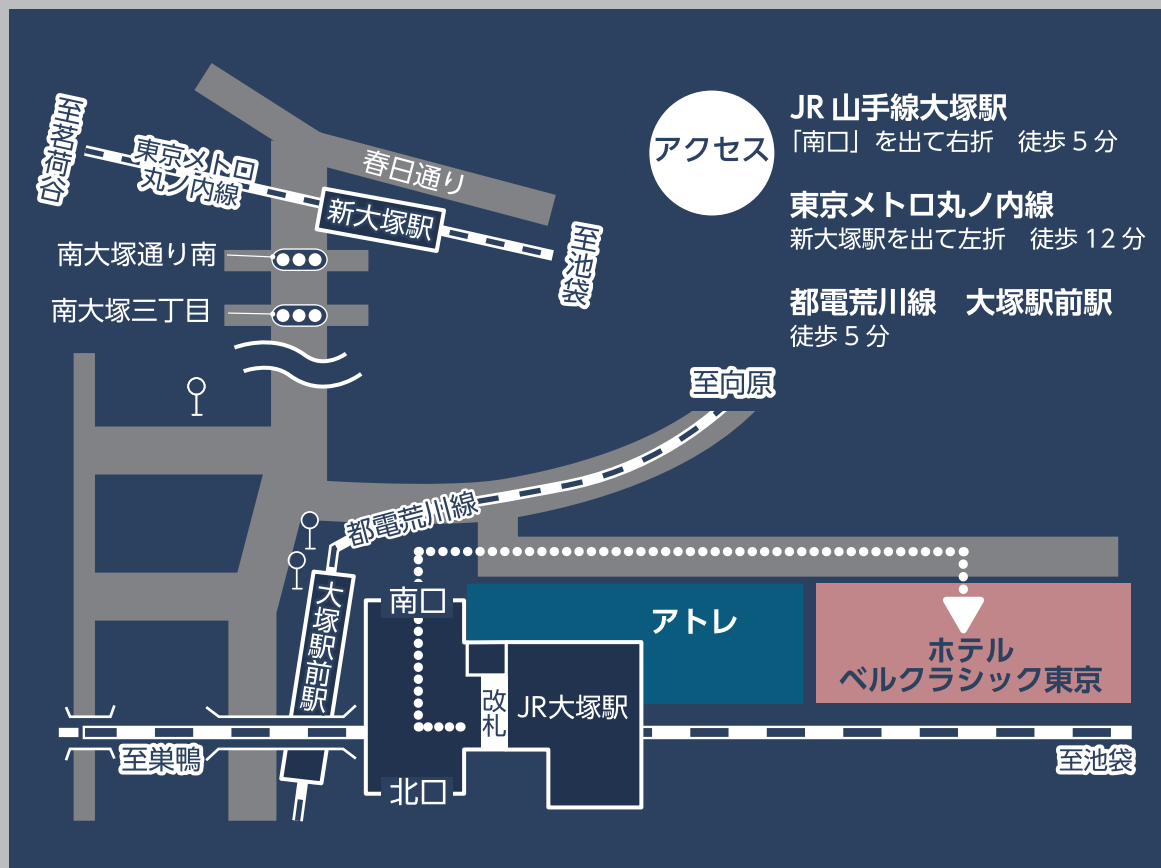 アクセス
JR 山手線大塚駅
「南口」を出て右折　徒歩 5 分
東京メトロ丸ノ内線
新大塚駅を出て左折　徒歩 12 分
都電荒川線　大塚駅前駅
徒歩 5 分
至茗荷谷
東京メトロ
丸ノ内線
春日通り
新大塚駅
至池袋
南大塚通り南
南大塚三丁目
至向原
都電荒川線
大塚駅前駅
南口
アトレ
ホテル
ベルクラシック東京
改札
JR大塚駅
至巣鴨
北口
至池袋